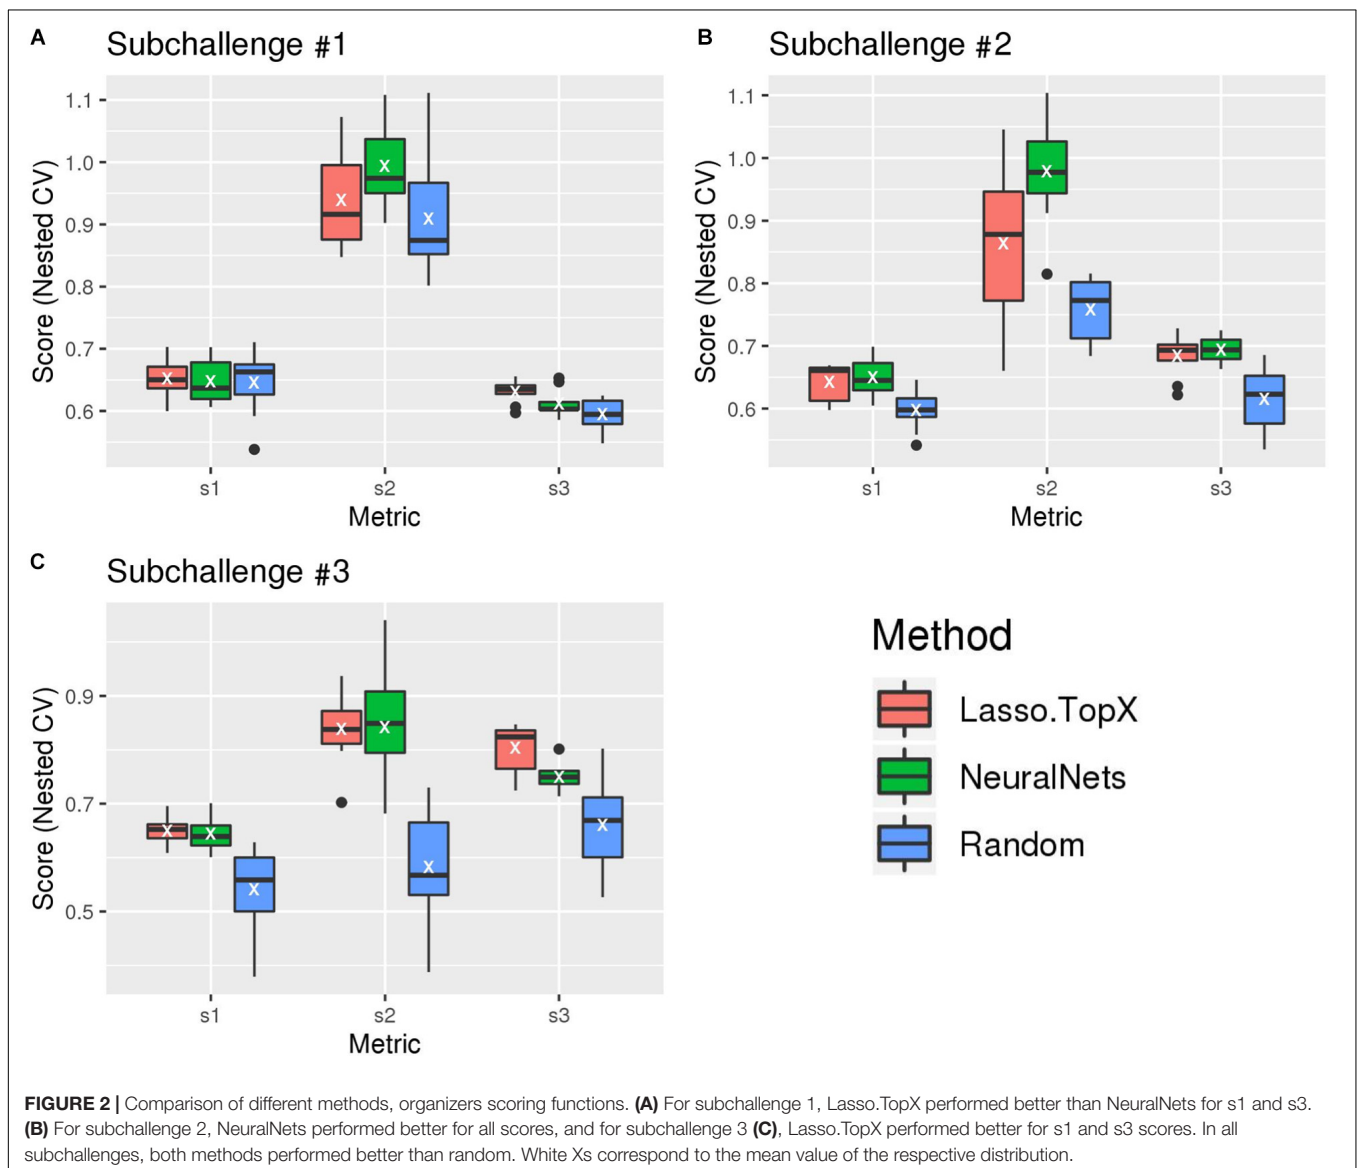 A
Subchallenge #1
Score (Nested CV)
1.1
1.0
0.9
0.8
0.7
0.6
X X X X X X X X X
s1 s2 s3
Metric
B
Subchallenge #2
Score (Nested CV)
1.1
1.0
0.9
0.8
0.7
0.6
X X X X X X X X X
s1 s2 s3
Metric
C
Subchallenge #3
Score (Nested CV)
0.9
0.7
0.5
X X X X X X X X X
s1 s2 s3
Metric
Method
Lasso.TopX
NeuralNets
Random
FIGURE 2 | Comparison of different methods, organizers scoring functions. (A) For subchallenge 1, Lasso.TopX performed better than NeuralNets for s1 and s3.
(B) For subchallenge 2, NeuralNets performed better for all scores, and for subchallenge 3 (C), Lasso.TopX performed better for s1 and s3 scores. In all
subchallenges, both methods performed better than random. White Xs correspond to the mean value of the respective distribution.